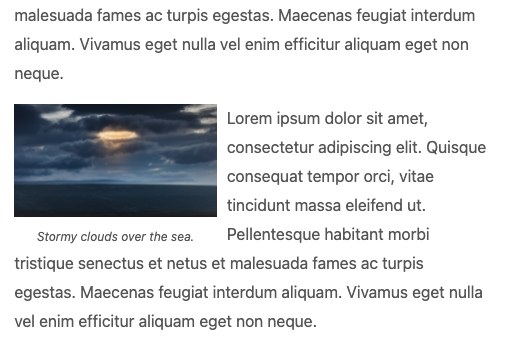 malesuada fames ac turpis egestas. Maecenas feugiat interdum
aliquam. Vivamus eget nulla vel enim efficitur aliquam eget non
neque.
Lorem ipsum dolor sit amet,
consectetur adipiscing elit. Quisque
consequat tempor orci, vitae
tincidunt massa eleifend ut.
Pellentesque habitant morbi
tristique senectus et netus et malesuada fames ac turpis
egestas. Maecenas feugiat interdum aliquam. Vivamus eget nulla
vel enim efficitur aliquam eget non neque.
Stormy clouds over the sea.